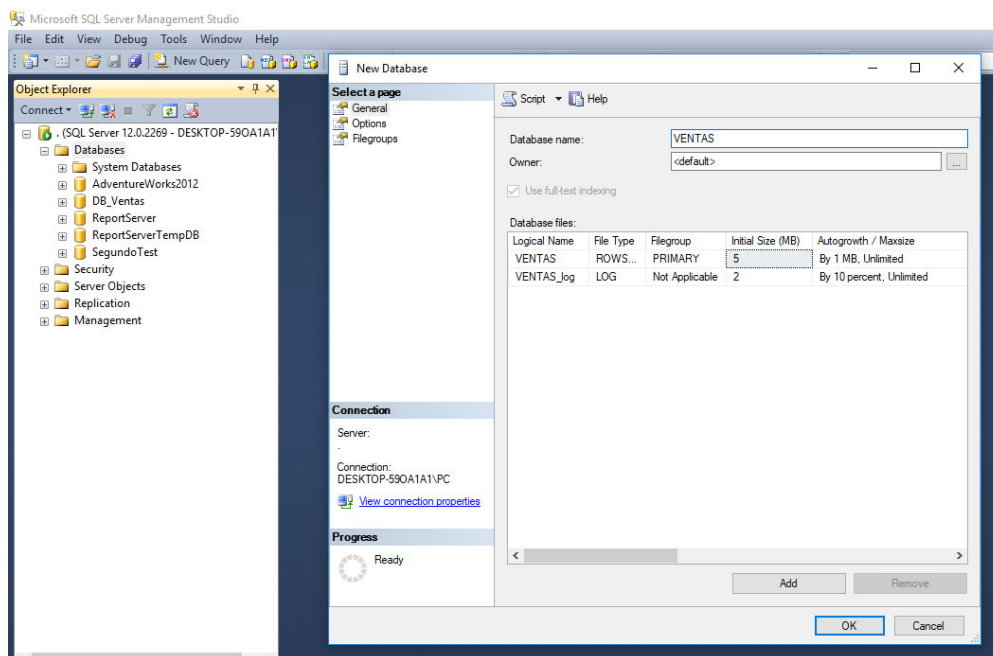 Microsoft SQL Server Management Studio
File Edit View Debug Tools Window Help
New Query
Object Explorer
Connect
. (SQL Server 12.0.2269 - DESKTOP-59OA1A1\
Databases
System Databases
AdventureWorks2012
DB_Ventas
ReportServer
ReportServerTempDB
SegundoTest
Security
Server Objects
Replication
Management
New Database
Select a page
General
Options
Filegroups
Connection
Server:
.
Connection:
DESKTOP-59OA1A1\PC
View connection properties
Progress
Ready
Script Help
Database name: VENTAS
Owner: <default> ...
Use full-text indexing
Database files:
Logical Name File Type Filegroup Initial Size (MB) Autogrowth / Maxsize
VENTAS ROWS... PRIMARY 5 By 1 MB, Unlimited
VENTAS_log LOG Not Applicable 2 By 10 percent, Unlimited
Add Remove
OK Cancel